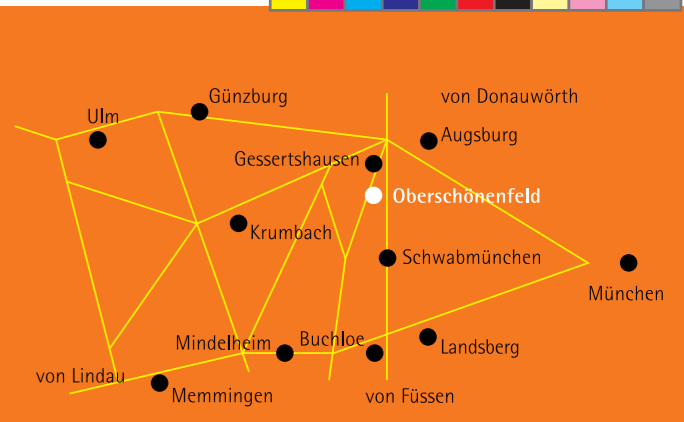 Günzburg
von Donauwörth
Ulm
Augsburg
Gessertshausen
Oberschönenfeld
Krumbach
Schwabmünchen
München
Mindelheim
Buchloe
Landsberg
von Lindau
Memmingen
von Füssen